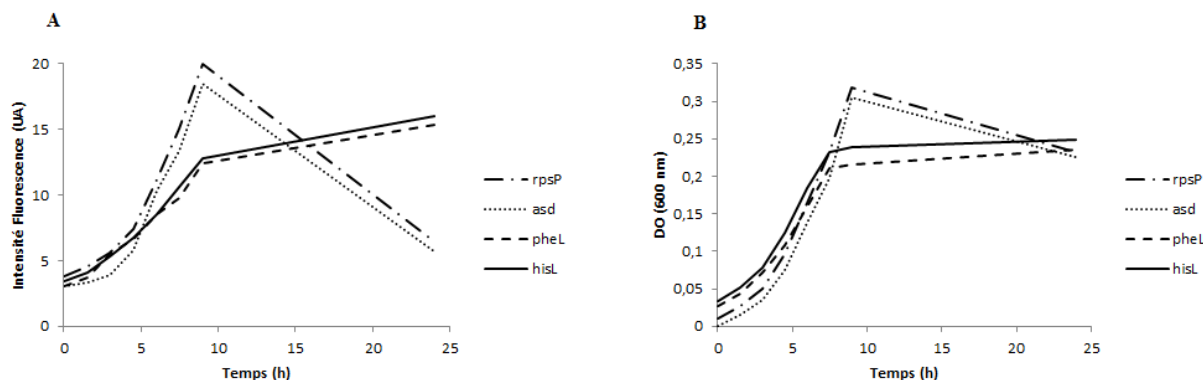 A
Intensité Fluorescence (UA)
20
15
10
5
0
0 5 10 15 20 25
Temps (h)
rpsP
asd
pheL
hisL
B
DO (600 nm)
0,35
0,3
0,25
0,2
0,15
0,1
0,05
0
0 5 10 15 20 25
Temps (h)
rpsP
asd
pheL
hisL